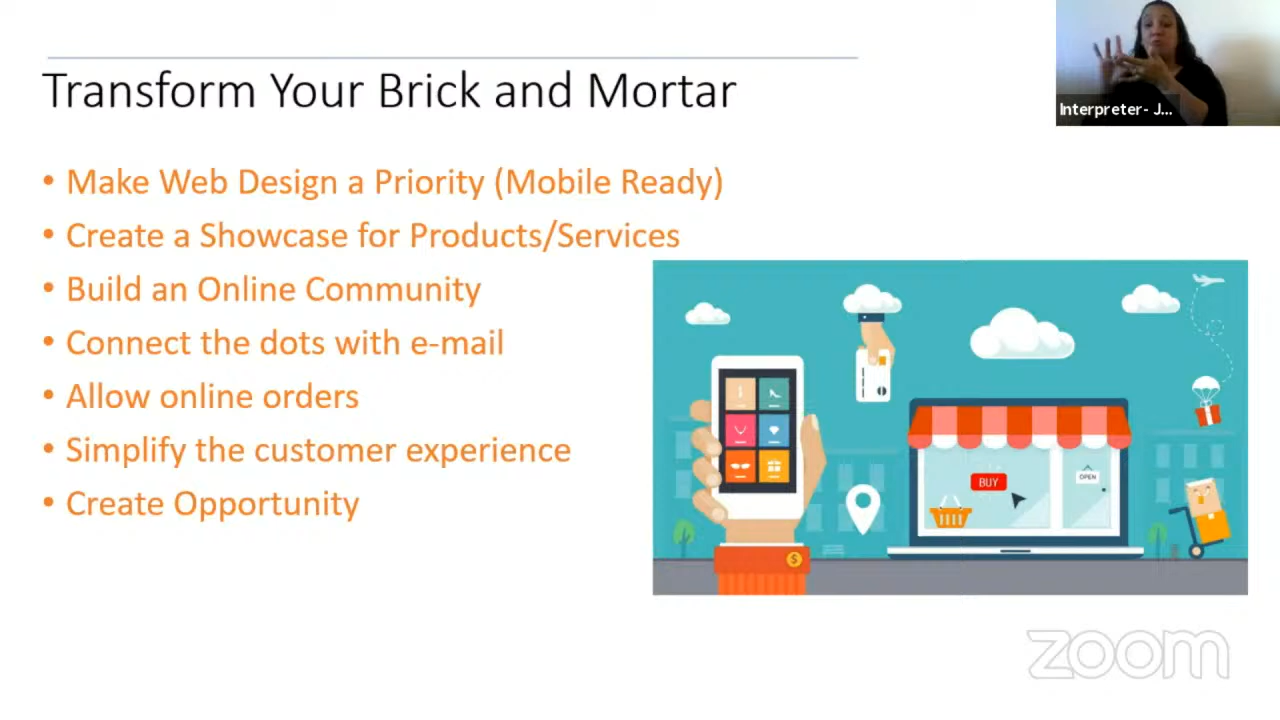 Transform Your Brick and Mortar
Interpreter- J...
• Make Web Design a Priority (Mobile Ready)
• Create a Showcase for Products/Services
• Build an Online Community
• Connect the dots with e-mail
• Allow online orders
• Simplify the customer experience
• Create Opportunity
BUY
OPEN
$
zoom